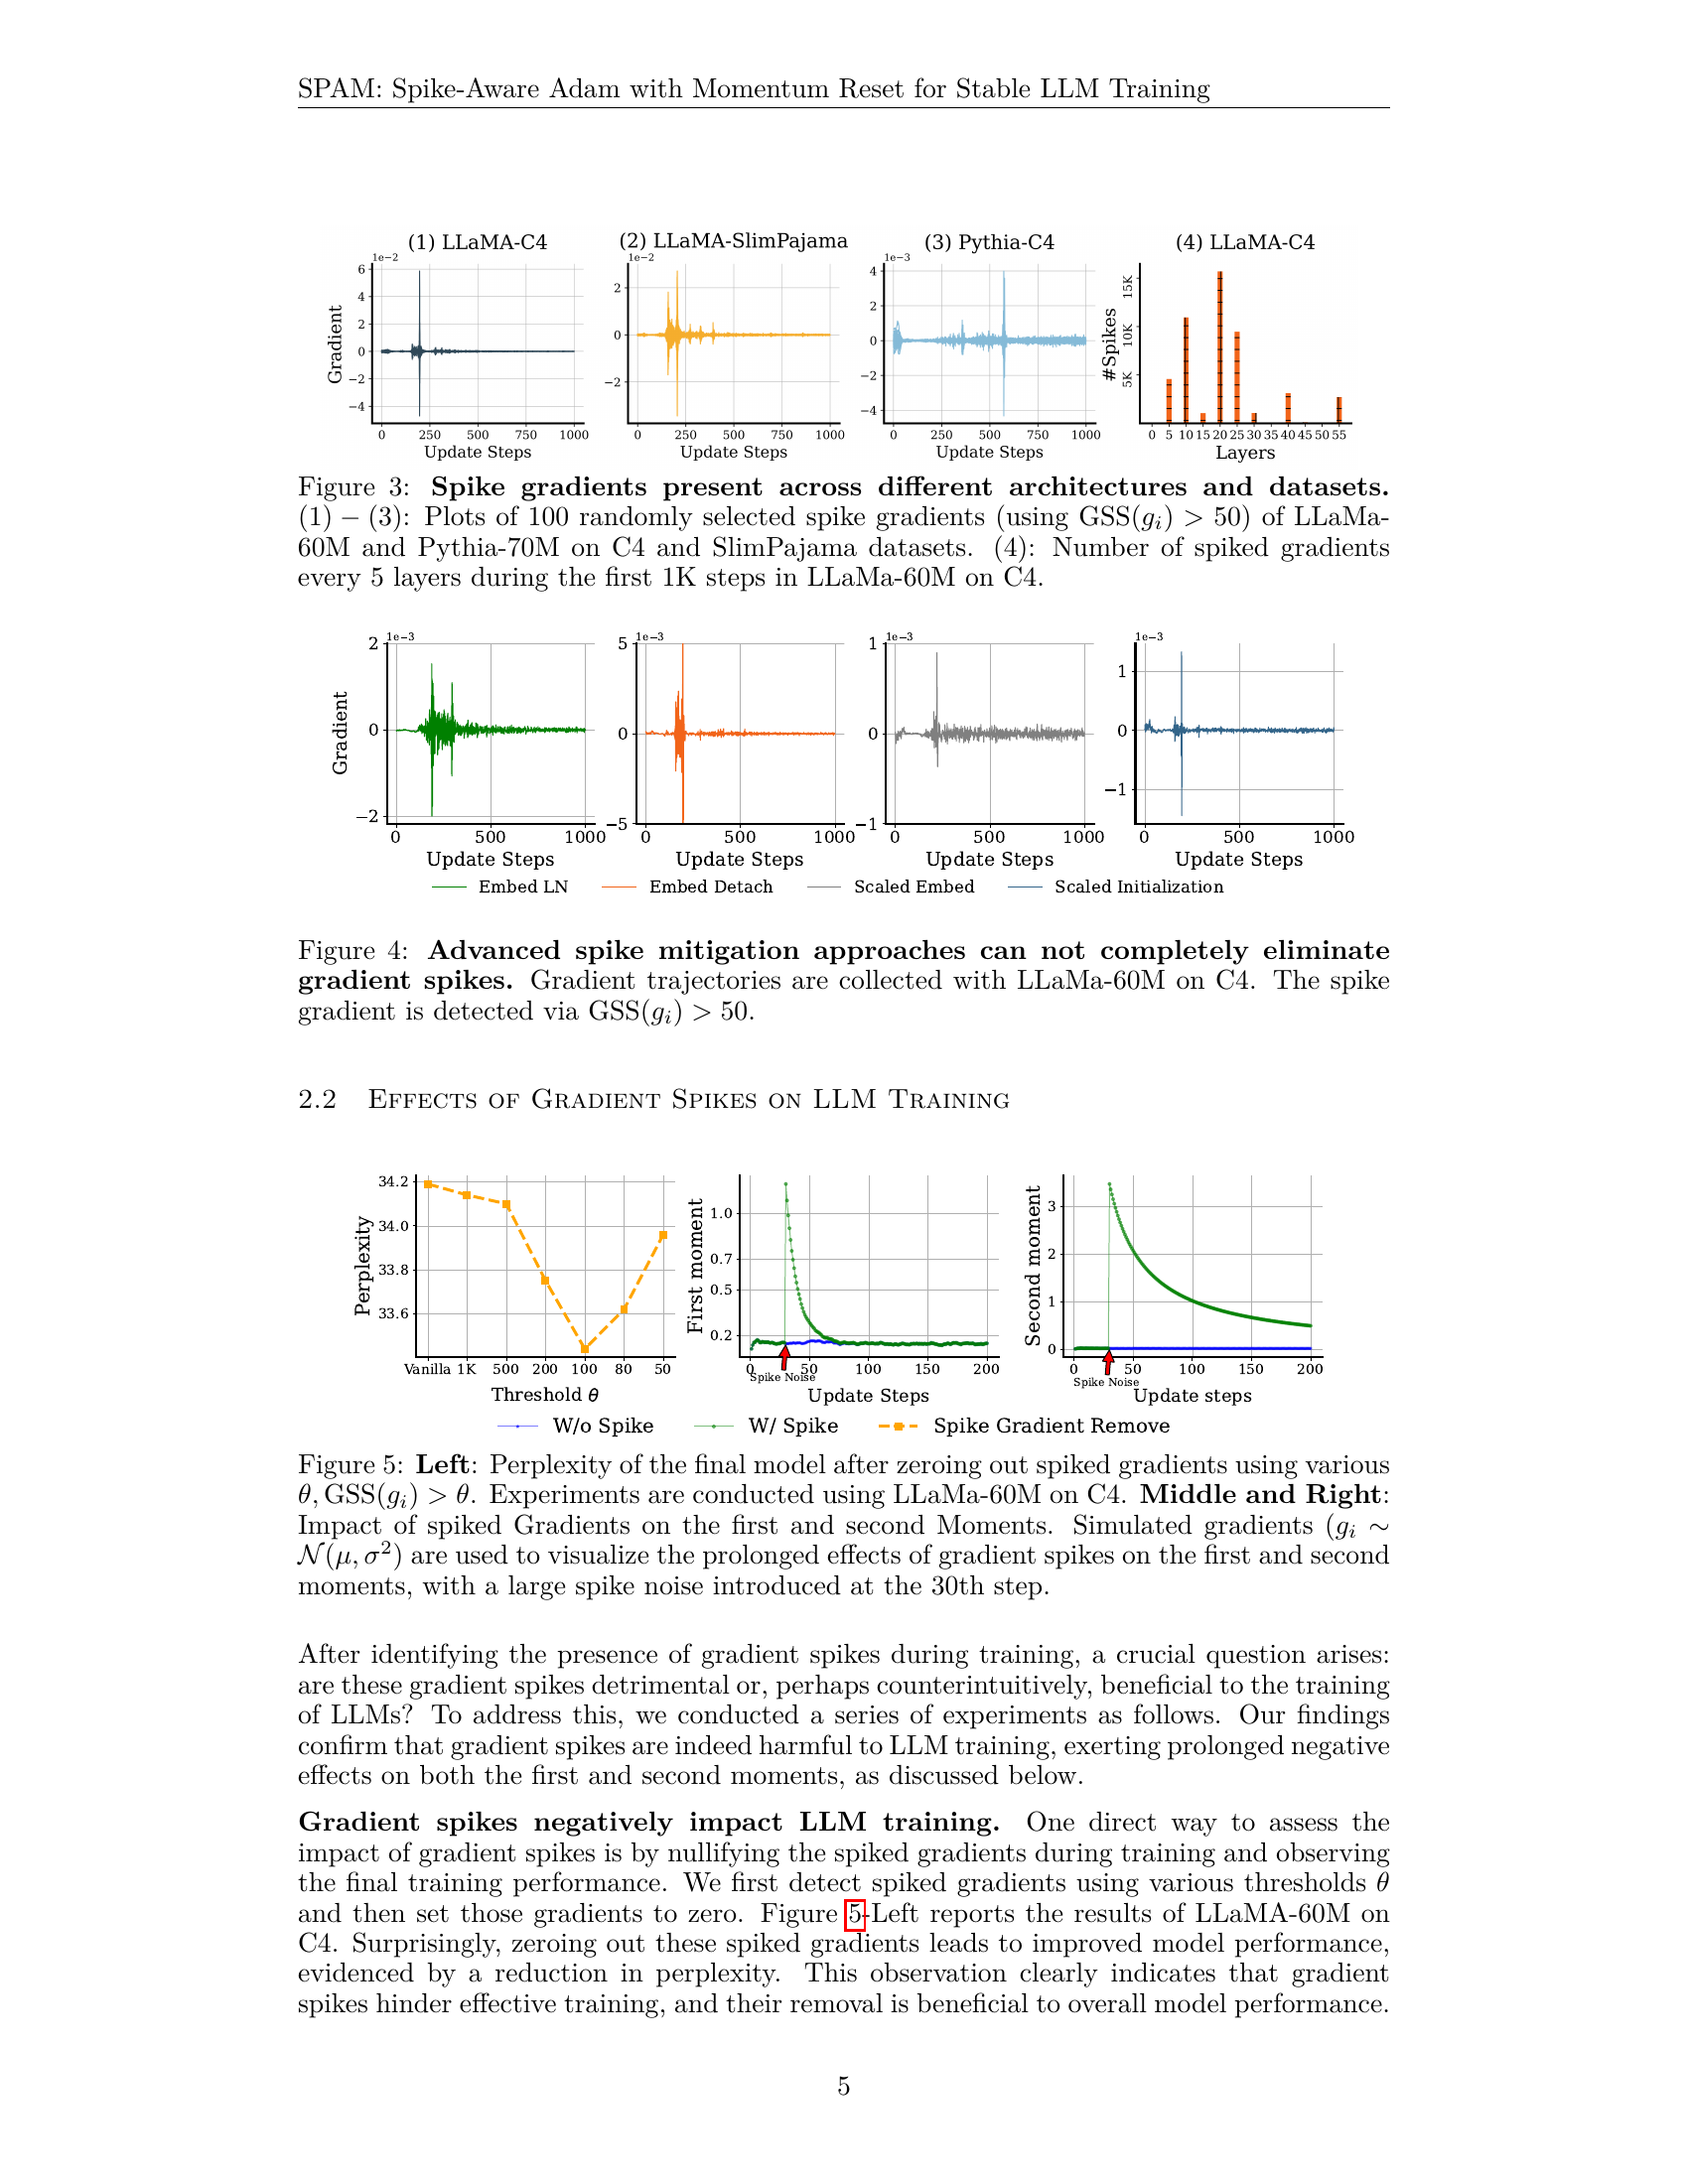 SPAM: Spike-Aware Adam with Momentum Reset for Stable LLM Training
(1) LLaMA-C4
1e−2
6
4
2
0
−2
−4
Gradient
0 250 500 750 1000
Update Steps
(2) LLaMA-SlimPajama
1e−2
2
0
−2
0 250 500 750 1000
Update Steps
(3) Pythia-C4
1e−3
4
2
0
−2
−4
0 250 500 750 1000
Update Steps
(4) LLaMA-C4
#Spikes
15K
10K
5K
0 5 10 15 20 25 30 35 40 45 50 55
Layers
Figure 3: Spike gradients present across different architectures and datasets.
(1) − (3): Plots of 100 randomly selected spike gradients (using GSS(gᵢ) > 50) of LLaMa-
60M and Pythia-70M on C4 and SlimPajama datasets. (4): Number of spiked gradients
every 5 layers during the first 1K steps in LLaMa-60M on C4.
1e−3
2
0
−2
Gradient
0 500 1000
Update Steps
1e−3
5
0
−5
0 500 1000
Update Steps
1e−3
1
0
−1
0 500 1000
Update Steps
1e−3
1
0
−1
0 500 1000
Update Steps
Embed LN Embed Detach Scaled Embed Scaled Initialization
Figure 4: Advanced spike mitigation approaches can not completely eliminate
gradient spikes. Gradient trajectories are collected with LLaMa-60M on C4. The spike
gradient is detected via GSS(gᵢ) > 50.
2.2 Effects of Gradient Spikes on LLM Training
Perplexity
34.2
34.0
33.8
33.6
Vanilla 1K 500 200 100 80 50
Threshold θ
First moment
1.0
0.7
0.5
0.2
0 50 100 150 200
Spike Noise
Update Steps
Second moment
3
2
1
0
0 50 100 150 200
Spike Noise
Update steps
W/o Spike W/ Spike Spike Gradient Remove
Figure 5: Left: Perplexity of the final model after zeroing out spiked gradients using various
θ, GSS(gᵢ) > θ. Experiments are conducted using LLaMa-60M on C4. Middle and Right:
Impact of spiked Gradients on the first and second Moments. Simulated gradients (gᵢ ∼
𝒩(μ, σ²) are used to visualize the prolonged effects of gradient spikes on the first and second
moments, with a large spike noise introduced at the 30th step.
After identifying the presence of gradient spikes during training, a crucial question arises:
are these gradient spikes detrimental or, perhaps counterintuitively, beneficial to the training
of LLMs? To address this, we conducted a series of experiments as follows. Our findings
confirm that gradient spikes are indeed harmful to LLM training, exerting prolonged negative
effects on both the first and second moments, as discussed below.
Gradient spikes negatively impact LLM training. One direct way to assess the
impact of gradient spikes is by nullifying the spiked gradients during training and observing
the final training performance. We first detect spiked gradients using various thresholds θ
and then set those gradients to zero. Figure 5-Left reports the results of LLaMA-60M on
C4. Surprisingly, zeroing out these spiked gradients leads to improved model performance,
evidenced by a reduction in perplexity. This observation clearly indicates that gradient
spikes hinder effective training, and their removal is beneficial to overall model performance.
5